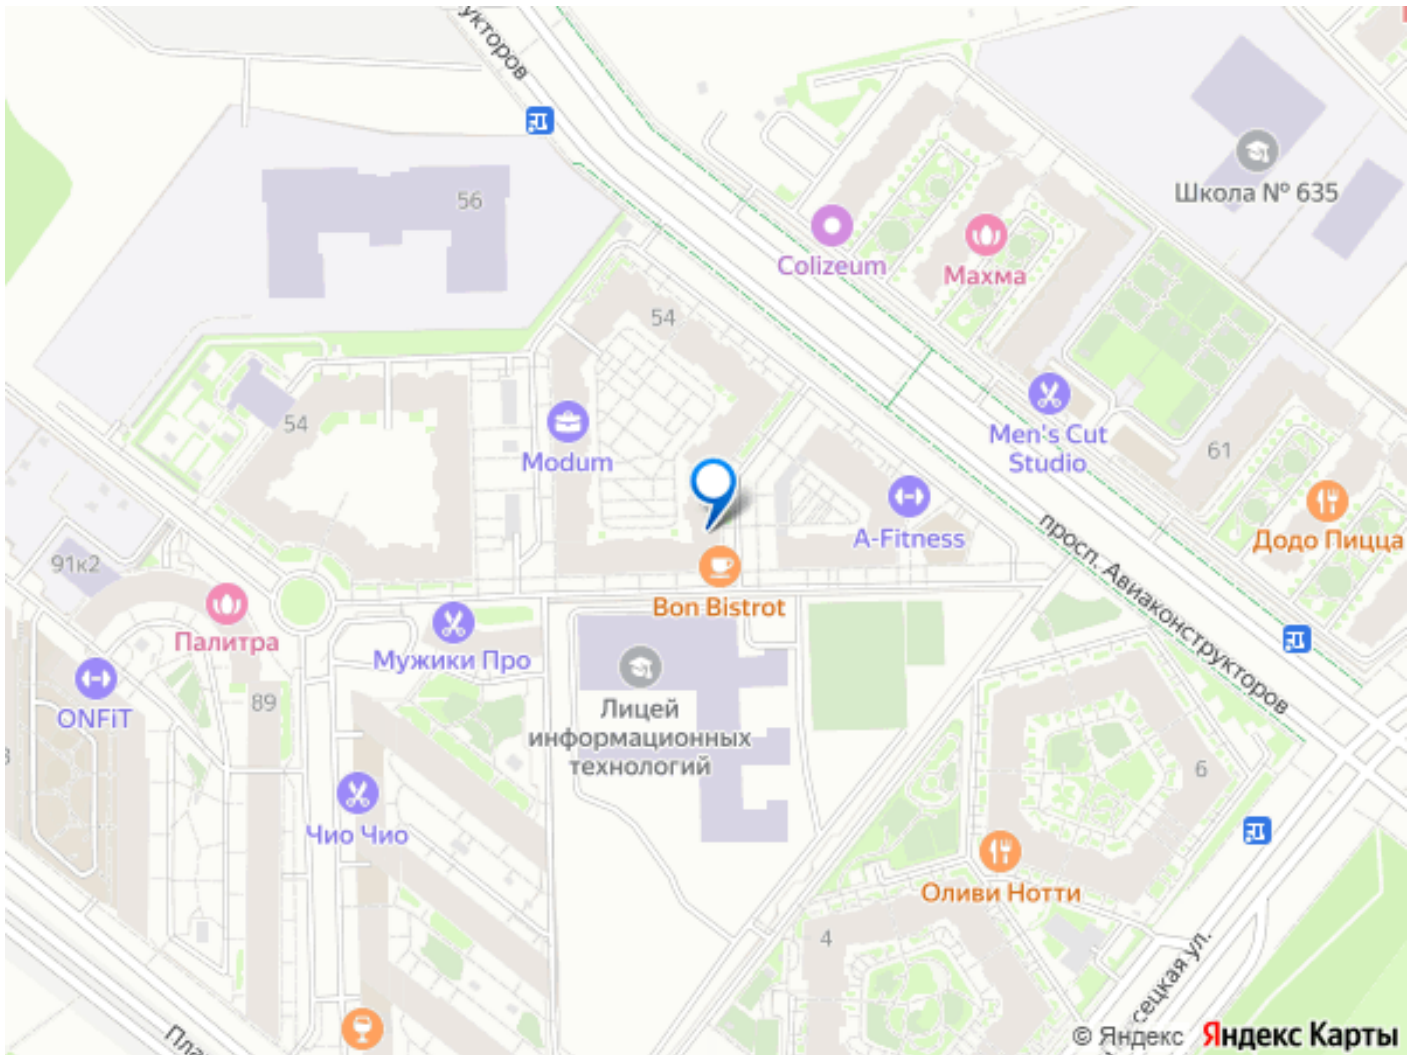 укторов
56
Школа № 635
Colizeum
Махма
54
54
Modum
Men's Cut
Studio
61
A-Fitness
Додо Пицца
просп. Авиаконструкторов
91к2
Bon Bistrot
Палитра
Мужики Про
ONFiT
89
Лицей
информационных
технологий
6
Чио Чио
Оливи Нотти
4
сецкая ул.
Пла
© Яндекс Яндекс Карты